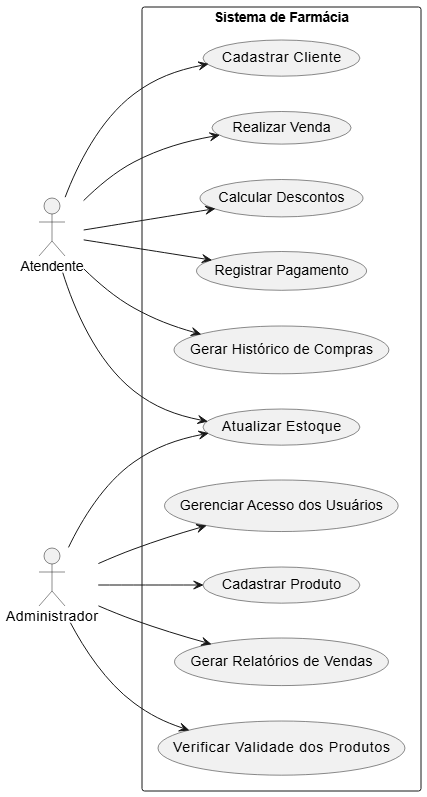 Sistema de Farmácia
Cadastrar Cliente
Realizar Venda
Calcular Descontos
Atendente
Registrar Pagamento
Gerar Histórico de Compras
Atualizar Estoque
Gerenciar Acesso dos Usuários
Cadastrar Produto
Administrador
Gerar Relatórios de Vendas
Verificar Validade dos Produtos